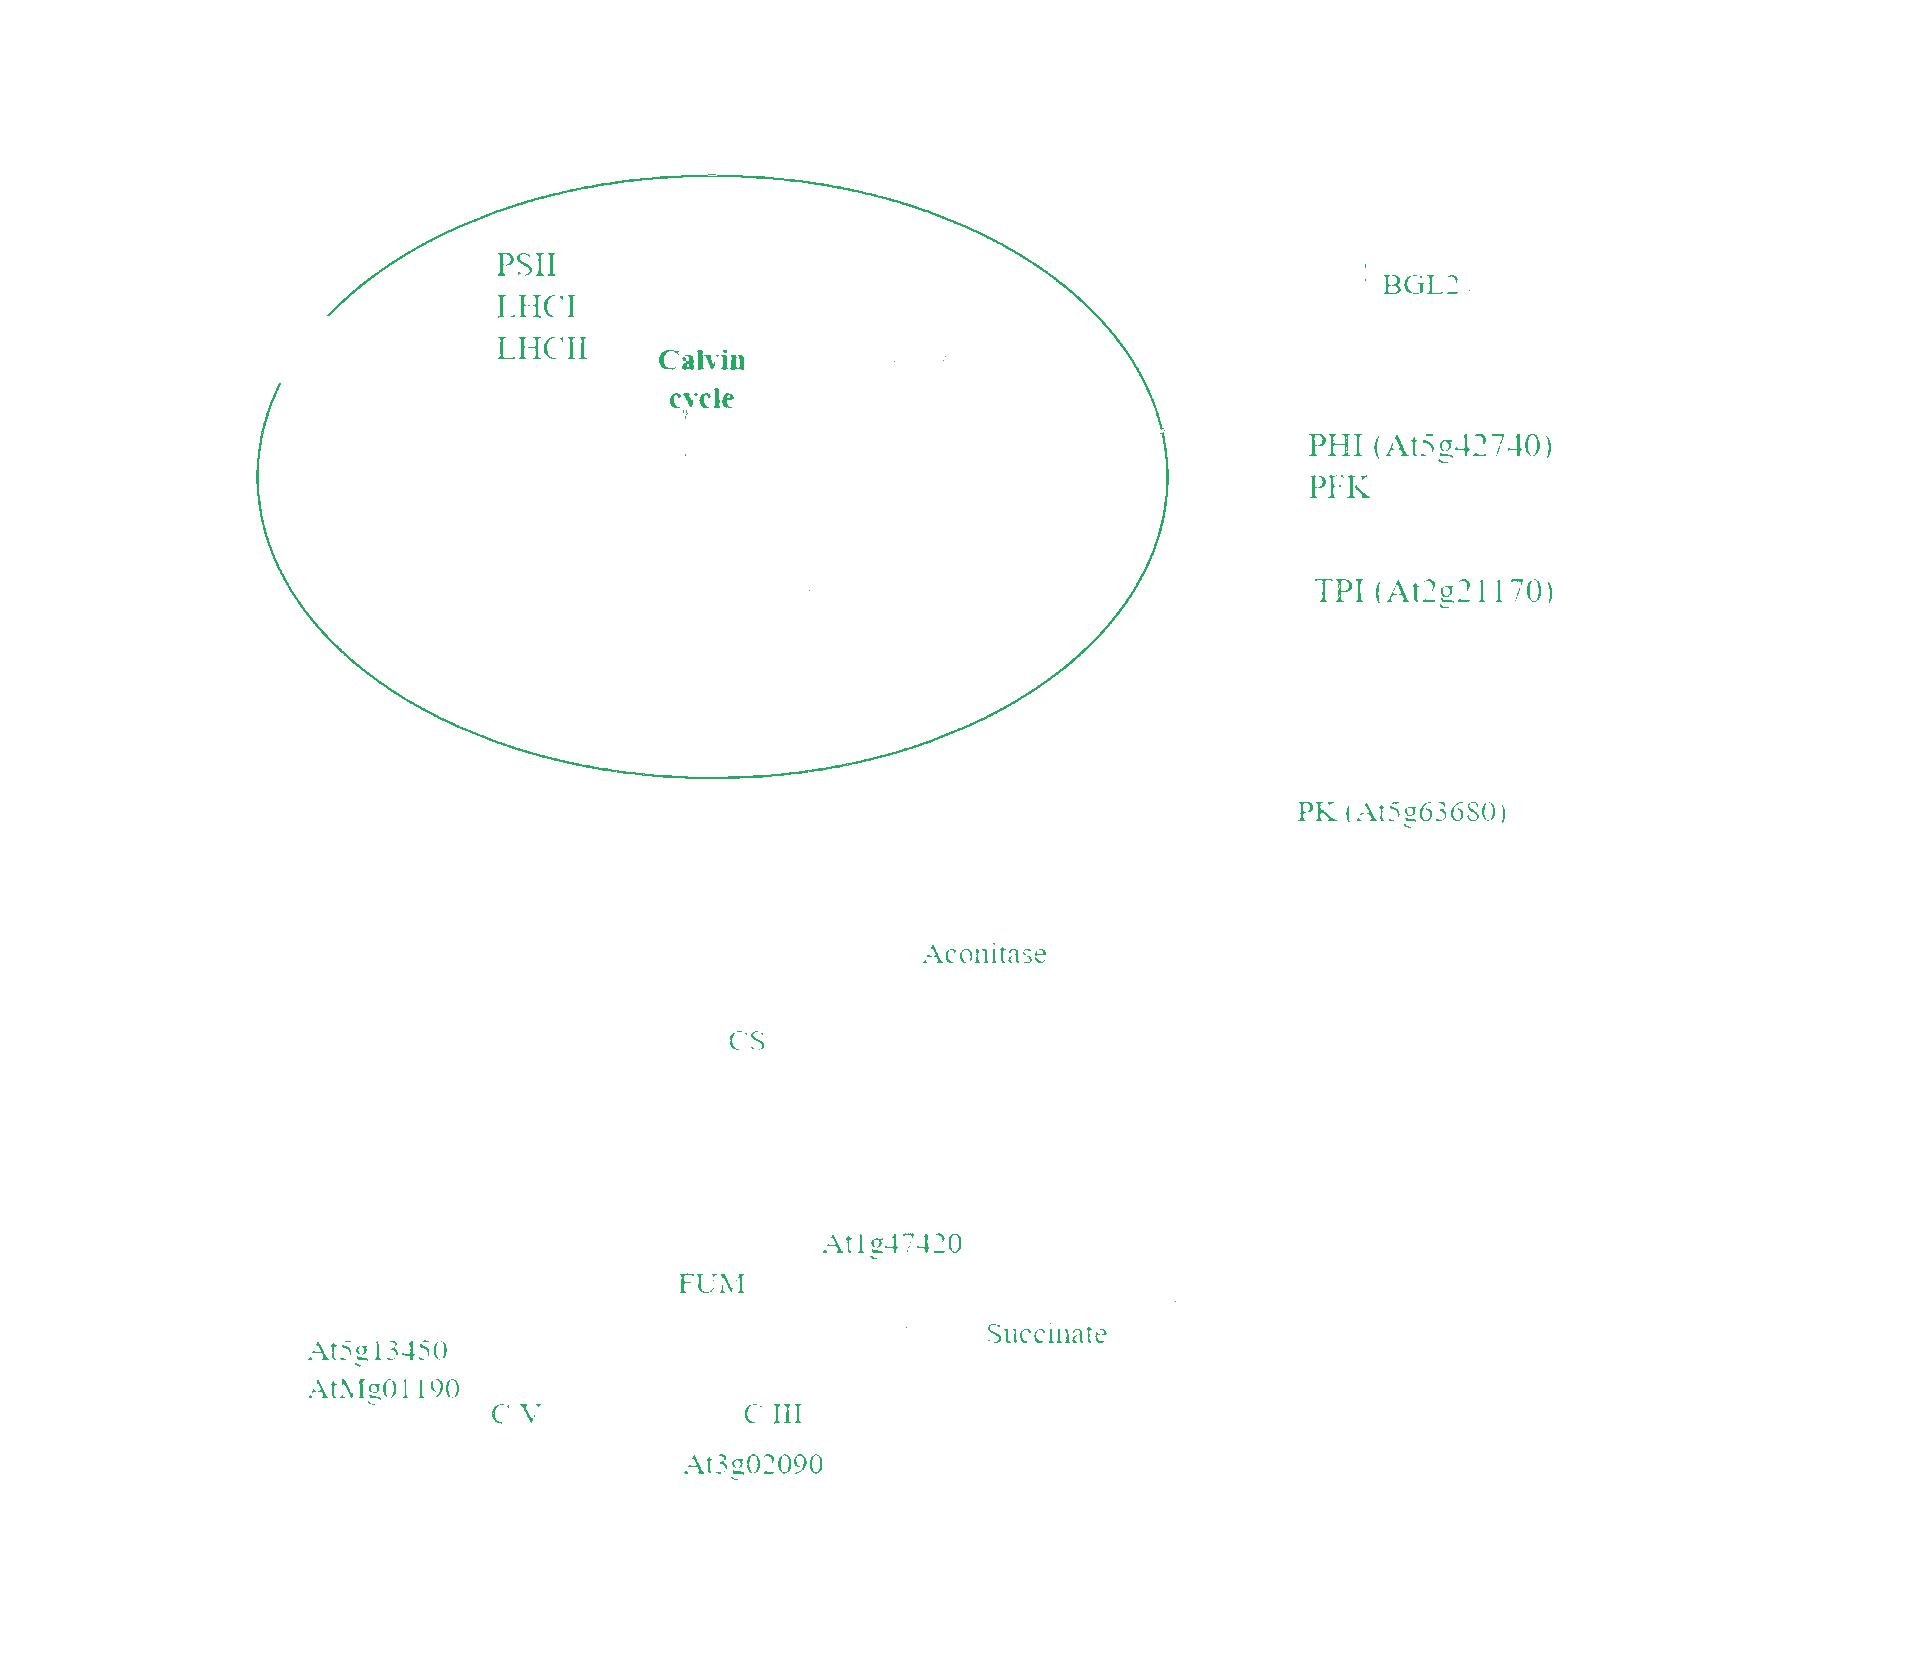 PSII
LHCI
LHCII
Calvin
cycle
BGL2
PHI (At5g42740)
PFK
TPI (At2g21170)
PK (At5g63680)
Aconitase
CS
At1g47420
FUM
Succinate
At5g13450
AtMg01190
C V
C III
At3g02090